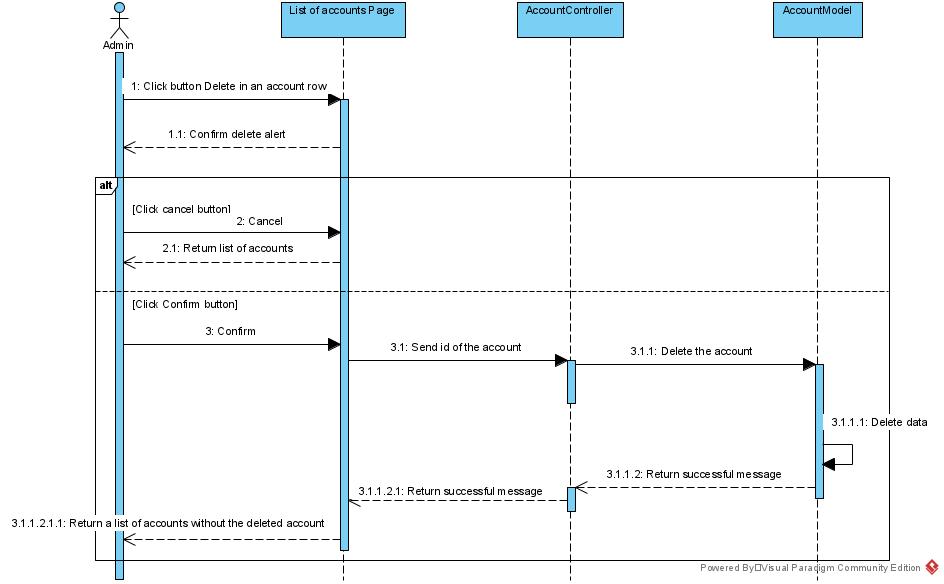 List of accounts Page
AccountController
AccountModel
Admin
1: Click button Delete in an account row
1.1: Confirm delete alert
alt
[Click cancel button]
2: Cancel
2.1: Return list of accounts
[Click Confirm button]
3: Confirm
3.1: Send id of the account
3.1.1: Delete the account
3.1.1.1: Delete data
3.1.1.2: Return successful message
3.1.1.2.1: Return successful message
3.1.1.2.1.1: Return a list of accounts without the deleted account
Powered By Visual Paradigm Community Edition